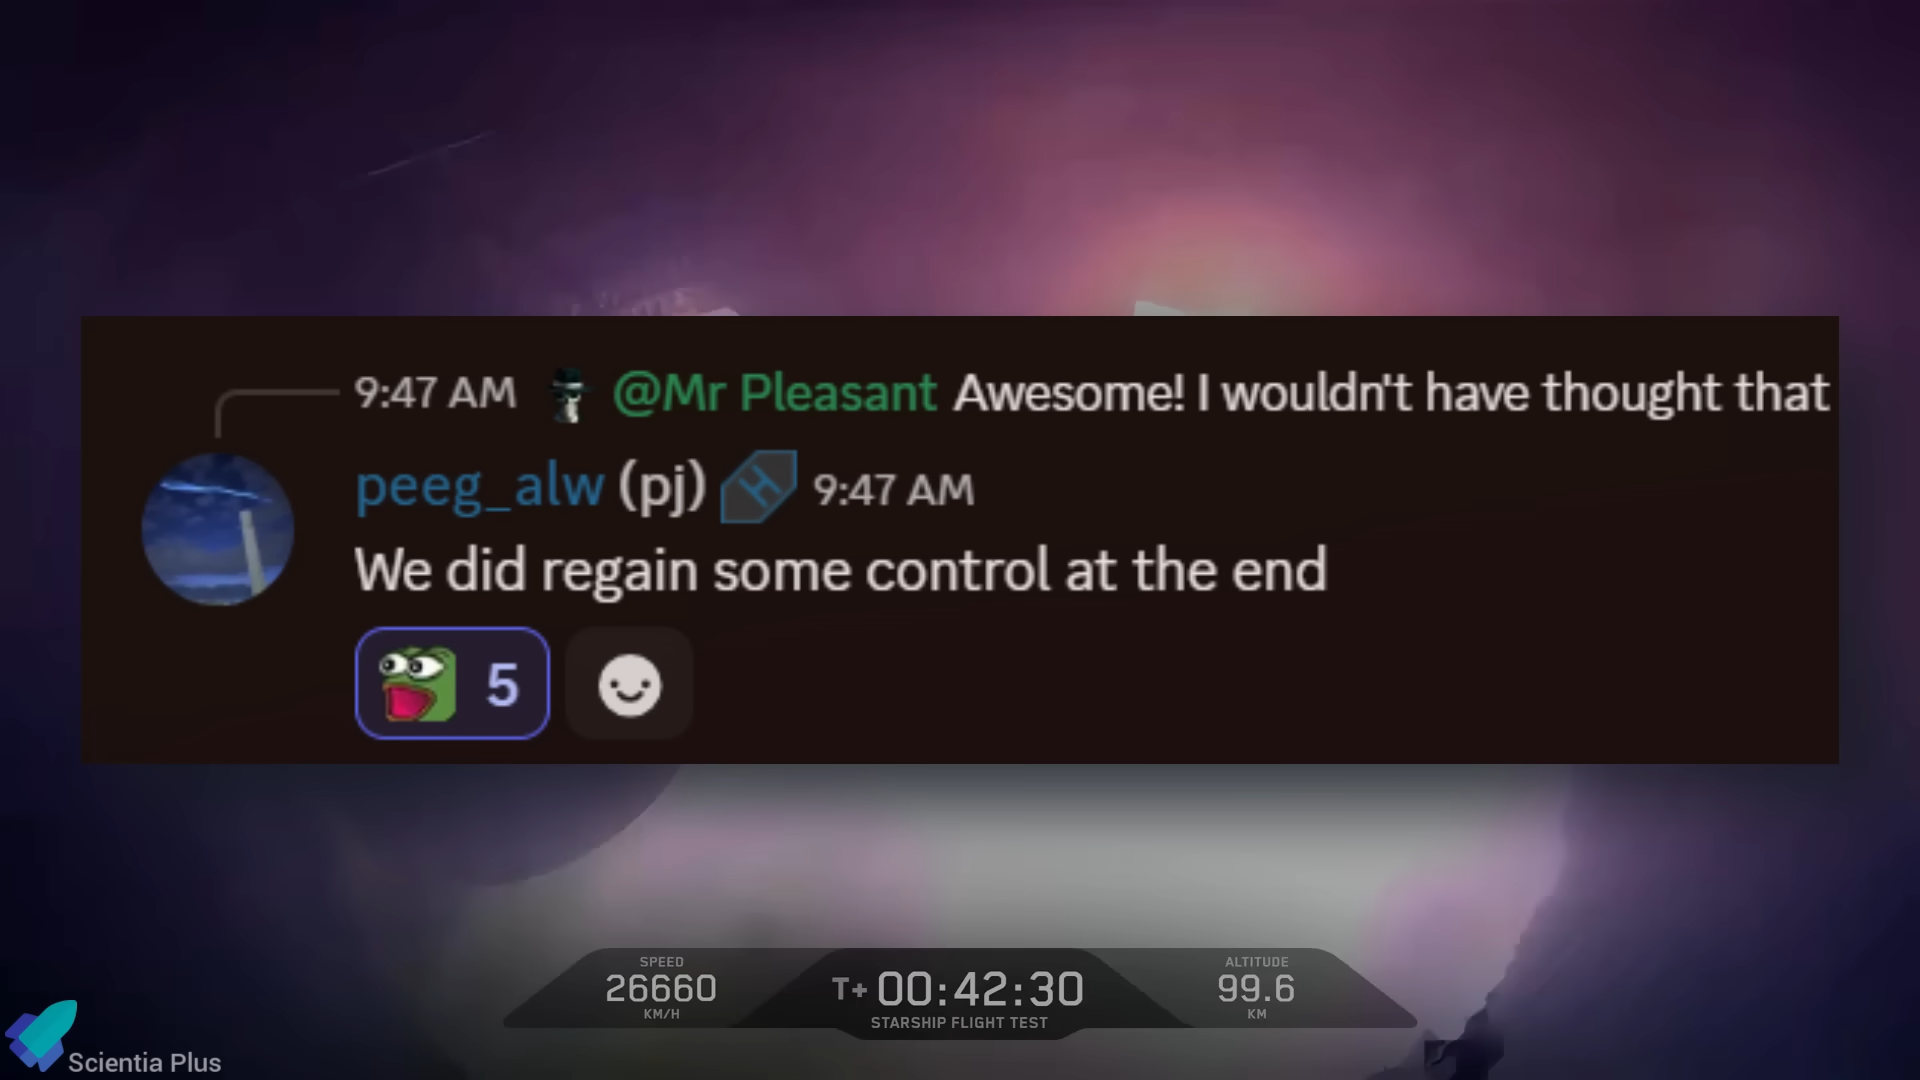 9:47 AM @Mr Pleasant Awesome! I wouldn't have thought that
peeg_alw (pj) H 9:47 AM
We did regain some control at the end
5
SPEED
26660
KM/H
T+ 00:42:30
STARSHIP FLIGHT TEST
ALTITUDE
99.6
KM
Scientia Plus